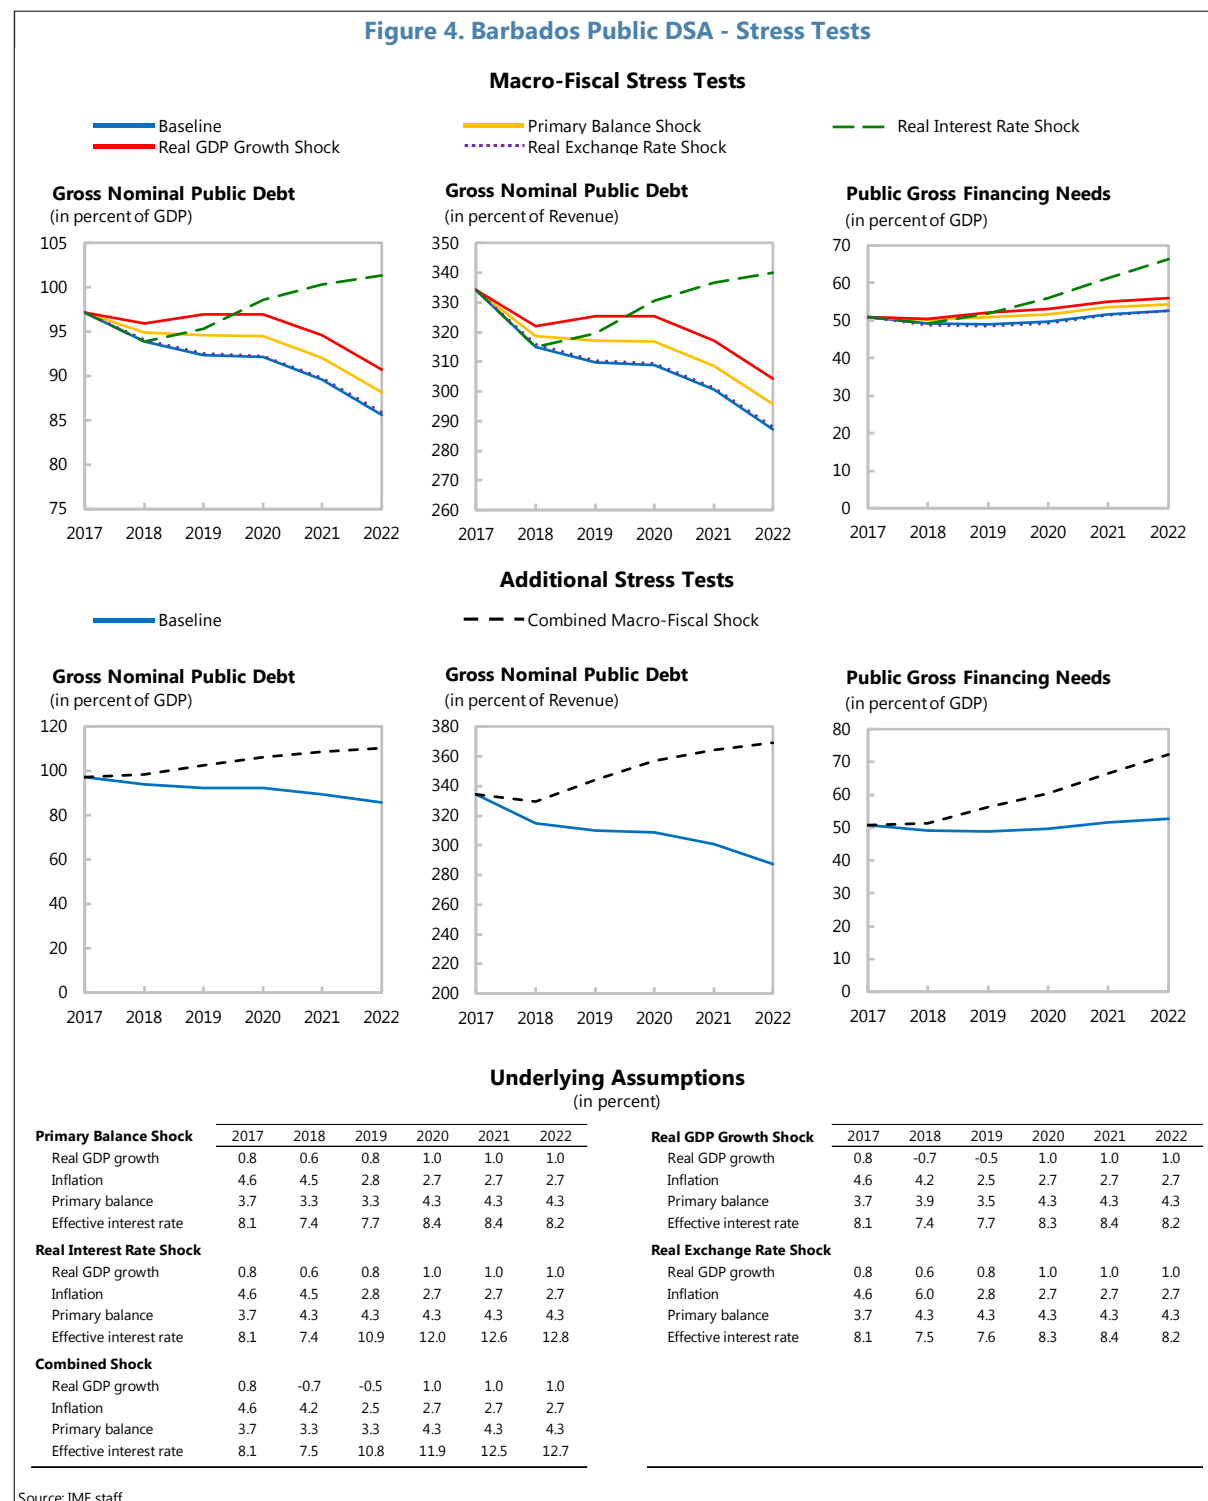 Figure 4. Barbados Public DSA - Stress Tests
Macro-Fiscal Stress Tests
Baseline
Primary Balance Shock
Real Interest Rate Shock
Real GDP Growth Shock
Real Exchange Rate Shock
Gross Nominal Public Debt
(in percent of GDP)
105
100
95
90
85
80
75
2017 2018 2019 2020 2021 2022
Gross Nominal Public Debt
(in percent of Revenue)
350
340
330
320
310
300
290
280
270
260
2017 2018 2019 2020 2021 2022
Public Gross Financing Needs
(in percent of GDP)
70
60
50
40
30
20
10
0
2017 2018 2019 2020 2021 2022
Additional Stress Tests
Baseline
Combined Macro-Fiscal Shock
Gross Nominal Public Debt
(in percent of GDP)
120
100
80
60
40
20
0
2017 2018 2019 2020 2021 2022
Gross Nominal Public Debt
(in percent of Revenue)
380
360
340
320
300
280
260
240
220
200
2017 2018 2019 2020 2021 2022
Public Gross Financing Needs
(in percent of GDP)
80
70
60
50
40
30
20
10
0
2017 2018 2019 2020 2021 2022
Underlying Assumptions
(in percent)
Primary Balance Shock 2017 2018 2019 2020 2021 2022
Real GDP growth 0.8 0.6 0.8 1.0 1.0 1.0
Inflation 4.6 4.5 2.8 2.7 2.7 2.7
Primary balance 3.7 3.3 3.3 4.3 4.3 4.3
Effective interest rate 8.1 7.4 7.7 8.4 8.4 8.2
Real Interest Rate Shock
Real GDP growth 0.8 0.6 0.8 1.0 1.0 1.0
Inflation 4.6 4.5 2.8 2.7 2.7 2.7
Primary balance 3.7 4.3 4.3 4.3 4.3 4.3
Effective interest rate 8.1 7.4 10.9 12.0 12.6 12.8
Combined Shock
Real GDP growth 0.8 -0.7 -0.5 1.0 1.0 1.0
Inflation 4.6 4.2 2.5 2.7 2.7 2.7
Primary balance 3.7 3.3 3.3 4.3 4.3 4.3
Effective interest rate 8.1 7.5 10.8 11.9 12.5 12.7
Real GDP Growth Shock 2017 2018 2019 2020 2021 2022
Real GDP growth 0.8 -0.7 -0.5 1.0 1.0 1.0
Inflation 4.6 4.2 2.5 2.7 2.7 2.7
Primary balance 3.7 3.9 3.5 4.3 4.3 4.3
Effective interest rate 8.1 7.4 7.7 8.3 8.4 8.2
Real Exchange Rate Shock
Real GDP growth 0.8 0.6 0.8 1.0 1.0 1.0
Inflation 4.6 6.0 2.8 2.7 2.7 2.7
Primary balance 3.7 4.3 4.3 4.3 4.3 4.3
Effective interest rate 8.1 7.5 7.6 8.3 8.4 8.2
Source: IMF staff